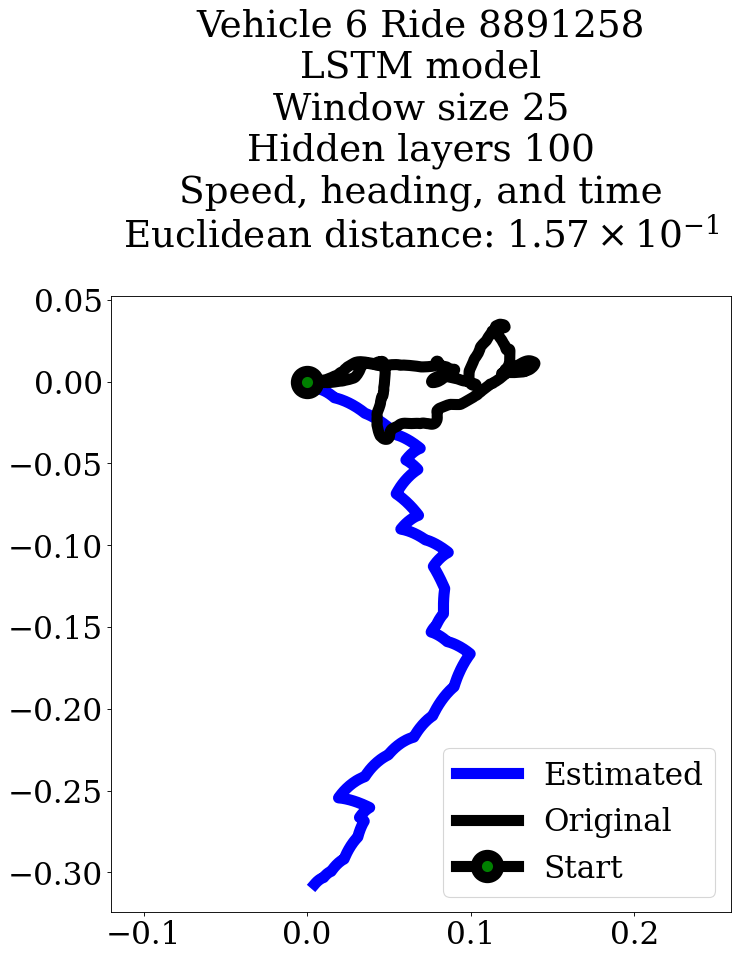 Vehicle 6 Ride 8891258
LSTM model
Window size 25
Hidden layers 100
Speed, heading, and time
Euclidean distance: 1.57 × 10⁻¹
0.05
0.00
−0.05
−0.10
−0.15
−0.20
−0.25
−0.30
Estimated
Original
Start
−0.1 0.0 0.1 0.2